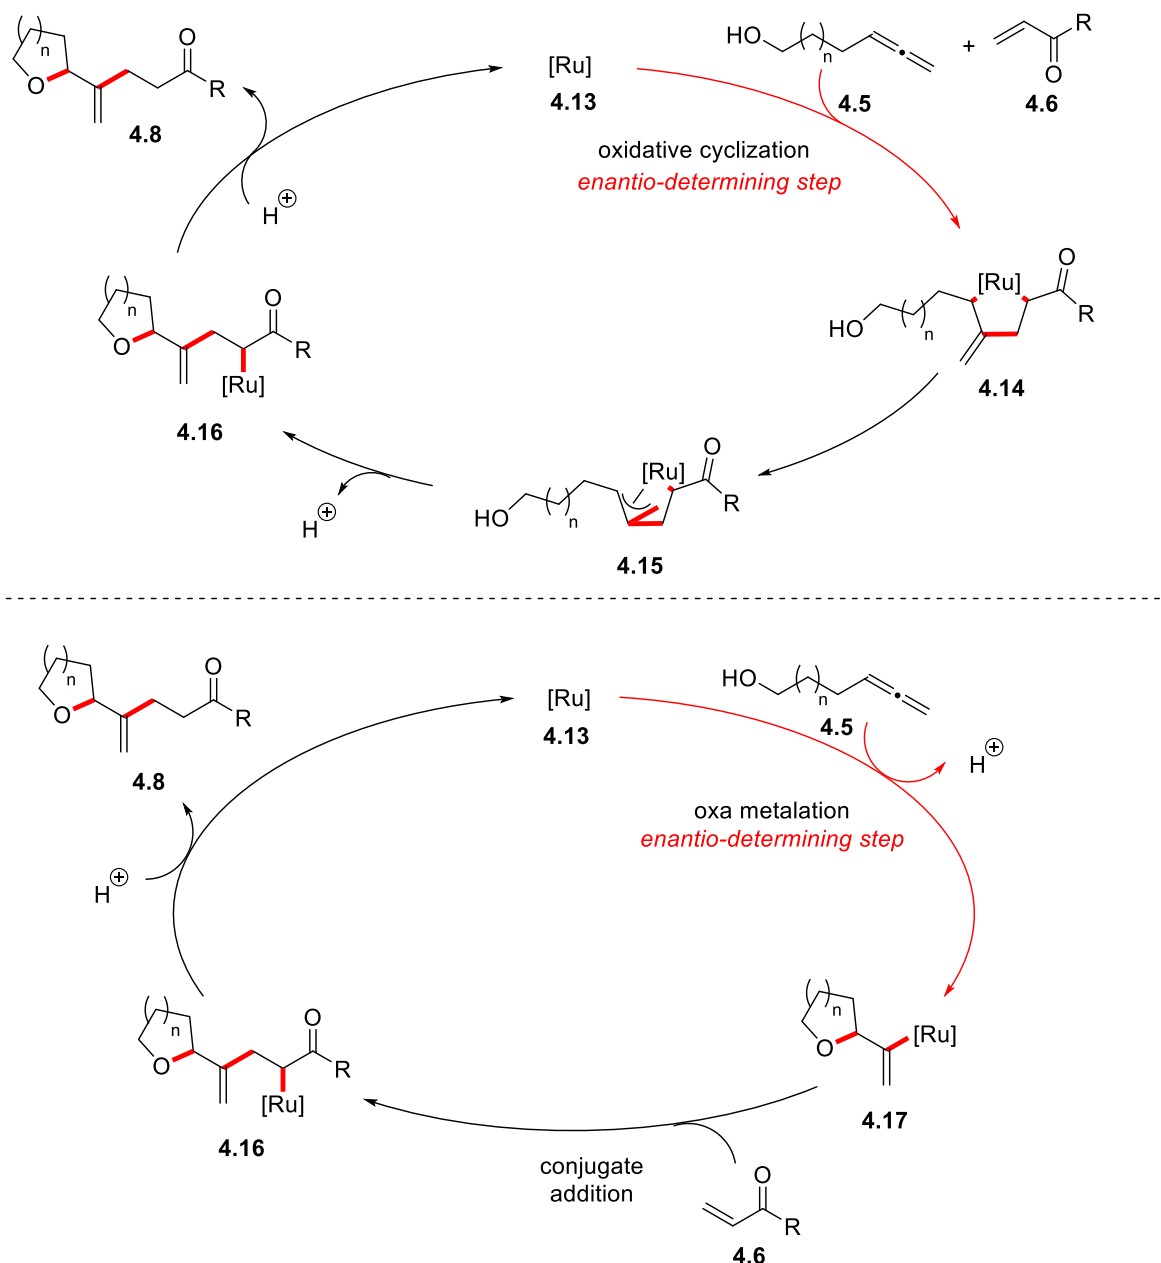 n
O
O
R
4.8
[Ru]
4.13
HO
n
4.5
+
O
R
4.6
oxidative cyclization
enantio-determining step
H⊕
n
O
O
R
[Ru]
4.16
HO
n
[Ru]
O
R
4.14
H⊕
HO
n
[Ru]
O
R
4.15
n
O
O
R
4.8
[Ru]
4.13
HO
n
4.5
H⊕
oxa metalation
enantio-determining step
H⊕
n
O
O
R
[Ru]
4.16
n
O
[Ru]
4.17
conjugate
addition
O
R
4.6